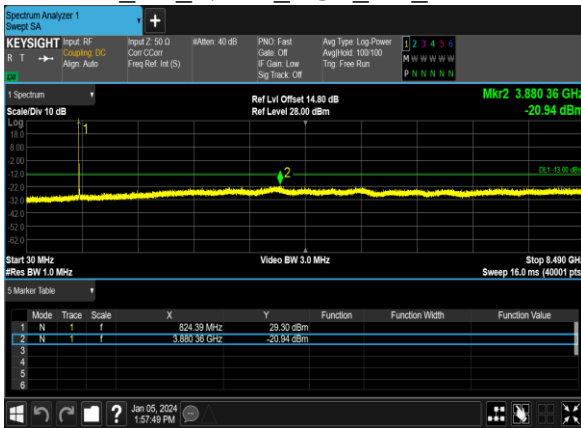 Spectrum Analyzer 1
Swept SA
KEYSIGHT
R T
LV
Input: RF
Coupling: DC
Align: Auto
Input Z: 50 Ω
Corr CCorr
Freq Ref: Int (S)
#Atten: 40 dB
PNO: Fast
Gate: Off
IF Gain: Low
Sig Track: Off
Avg Type: Log-Power
Avg|Hold: 100/100
Trig: Free Run
1 2 3 4 5 6
M W W W W W
P N N N N N
1 Spectrum
Scale/Div 10 dB
Ref Lvl Offset 14.80 dB
Ref Level 28.00 dBm
Mkr2 3.880 36 GHz
-20.94 dBm
Log
18.0
8.00
-2.00
-12.0
-22.0
-32.0
-42.0
-52.0
-62.0
1
2
DL1 -13.00 dBm
Start 30 MHz
#Res BW 1.0 MHz
Video BW 3.0 MHz
Stop 8.490 GHz
Sweep 16.0 ms (40001 pts
5 Marker Table
Mode Trace Scale X Y Function Function Width Function Value
1 N 1 f 824.39 MHz 29.30 dBm
2 N 1 f 3.880 36 GHz -20.94 dBm
3
4
5
6
?
Jan 05, 2024
1:57:49 PM